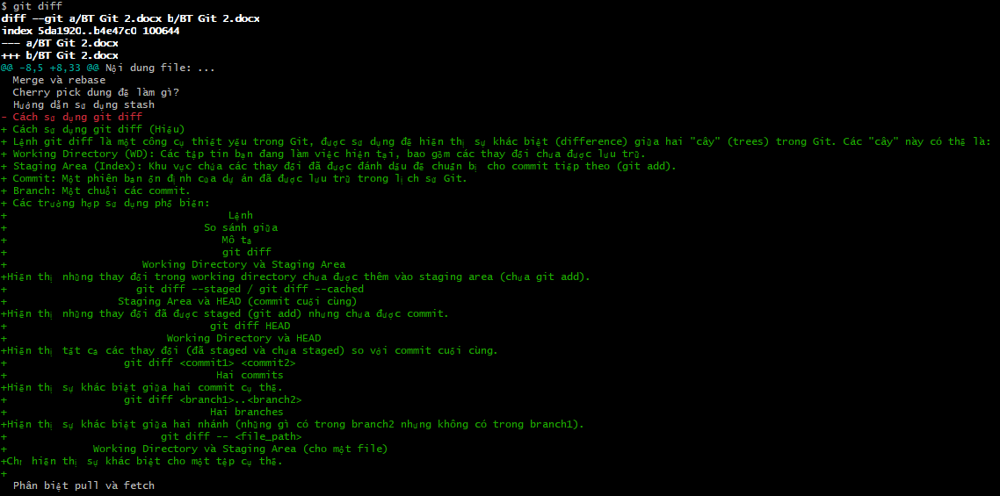 $ git diff
diff --git a/BT Git 2.docx b/BT Git 2.docx
index 5da1920..b4e47c0 100644
--- a/BT Git 2.docx
+++ b/BT Git 2.docx
@@ -8,5 +8,33 @@ Nội dung file: ...
Merge và rebase
Cherry pick dung để làm gì?
Hướng dẫn sử dụng stash
- Cách sử dụng git diff
+ Cách sử dụng git diff (Hiếu)
+ Lệnh git diff là một công cụ thiết yếu trong Git, được sử dụng để hiển thị sự khác biệt (difference) giữa hai "cây" (trees) trong Git. Các "cây" này có thể là:
+ Working Directory (WD): Các tập tin bạn đang làm việc hiện tại, bao gồm các thay đổi chưa được lưu trữ.
+ Staging Area (Index): Khu vực chứa các thay đổi đã được đánh dấu để chuẩn bị cho commit tiếp theo (git add).
+ Commit: Một phiên bản ổn định của dự án đã được lưu trữ trong lịch sử Git.
+ Branch: Một chuỗi các commit.
+ Các trường hợp sử dụng phổ biến:
+ Lệnh
+ So sánh giữa
+ Mô tả
+ git diff
+ Working Directory và Staging Area
+Hiển thị những thay đổi trong working directory chưa được thêm vào staging area (chưa git add).
+ git diff --staged / git diff --cached
+ Staging Area và HEAD (commit cuối cùng)
+Hiển thị những thay đổi đã được staged (git add) nhưng chưa được commit.
+ git diff HEAD
+ Working Directory và HEAD
+Hiển thị tất cả các thay đổi (đã staged và chưa staged) so với commit cuối cùng.
+ git diff <commit1> <commit2>
+ Hai commits
+Hiển thị sự khác biệt giữa hai commit cụ thể.
+ git diff <branch1>..<branch2>
+ Hai branches
+Hiển thị sự khác biệt giữa hai nhánh (những gì có trong branch2 nhưng không có trong branch1).
+ git diff -- <file_path>
+ Working Directory và Staging Area (cho một file)
+Chỉ hiển thị sự khác biệt cho một tệp cụ thể.
+
Phân biệt pull và fetch